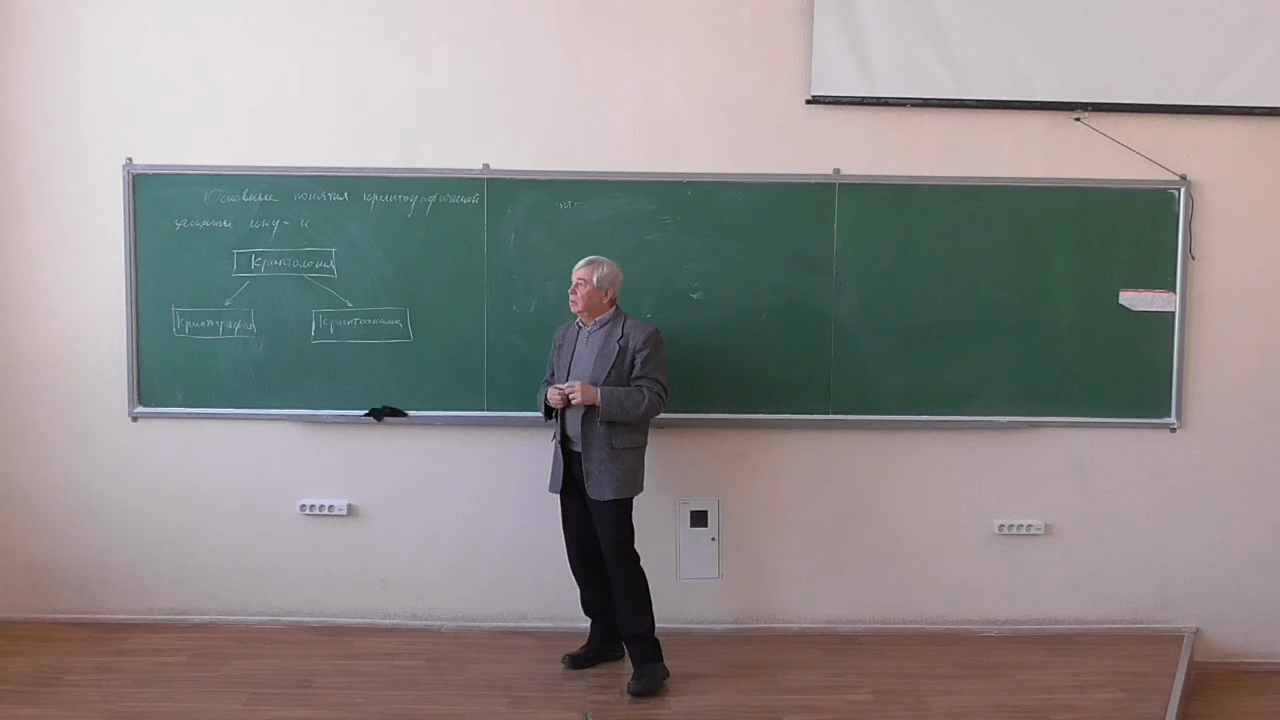 Основные понятия криптографической
защиты инф-и
Криптология
Криптография
Криптоанализ